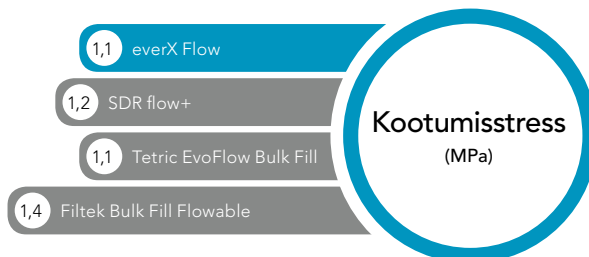 1,1 everX Flow
1,2 SDR flow+
1,1 Tetric EvoFlow Bulk Fill
1,4 Filtek Bulk Fill Flowable
Kootumisstress
(MPa)